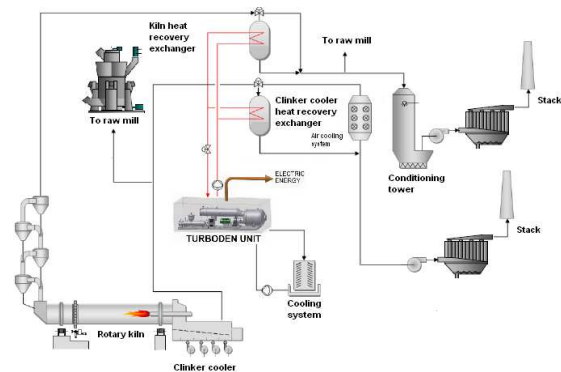 Kiln heat
recovery
exchanger
To raw mill
To raw mill
Clinker cooler
heat recovery
exchanger
Air cooling
system
Stack
Conditioning
tower
ELECTRIC
ENERGY
TURBODEN UNIT
Stack
Cooling
system
Rotary kiln
Clinker cooler